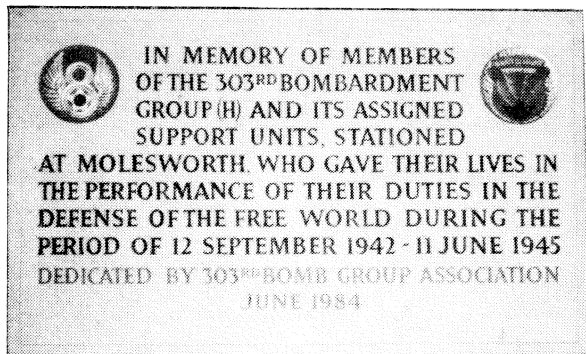 IN MEMORY OF MEMBERS
OF THE 303RD BOMBARDMENT
GROUP (H) AND ITS ASSIGNED
SUPPORT UNITS, STATIONED
AT MOLESWORTH, WHO GAVE THEIR LIVES IN
THE PERFORMANCE OF THEIR DUTIES IN THE
DEFENSE OF THE FREE WORLD DURING THE
PERIOD OF 12 SEPTEMBER 1942 - 11 JUNE 1945
DEDICATED BY 303RD BOMB GROUP ASSOCIATION
JUNE 1984